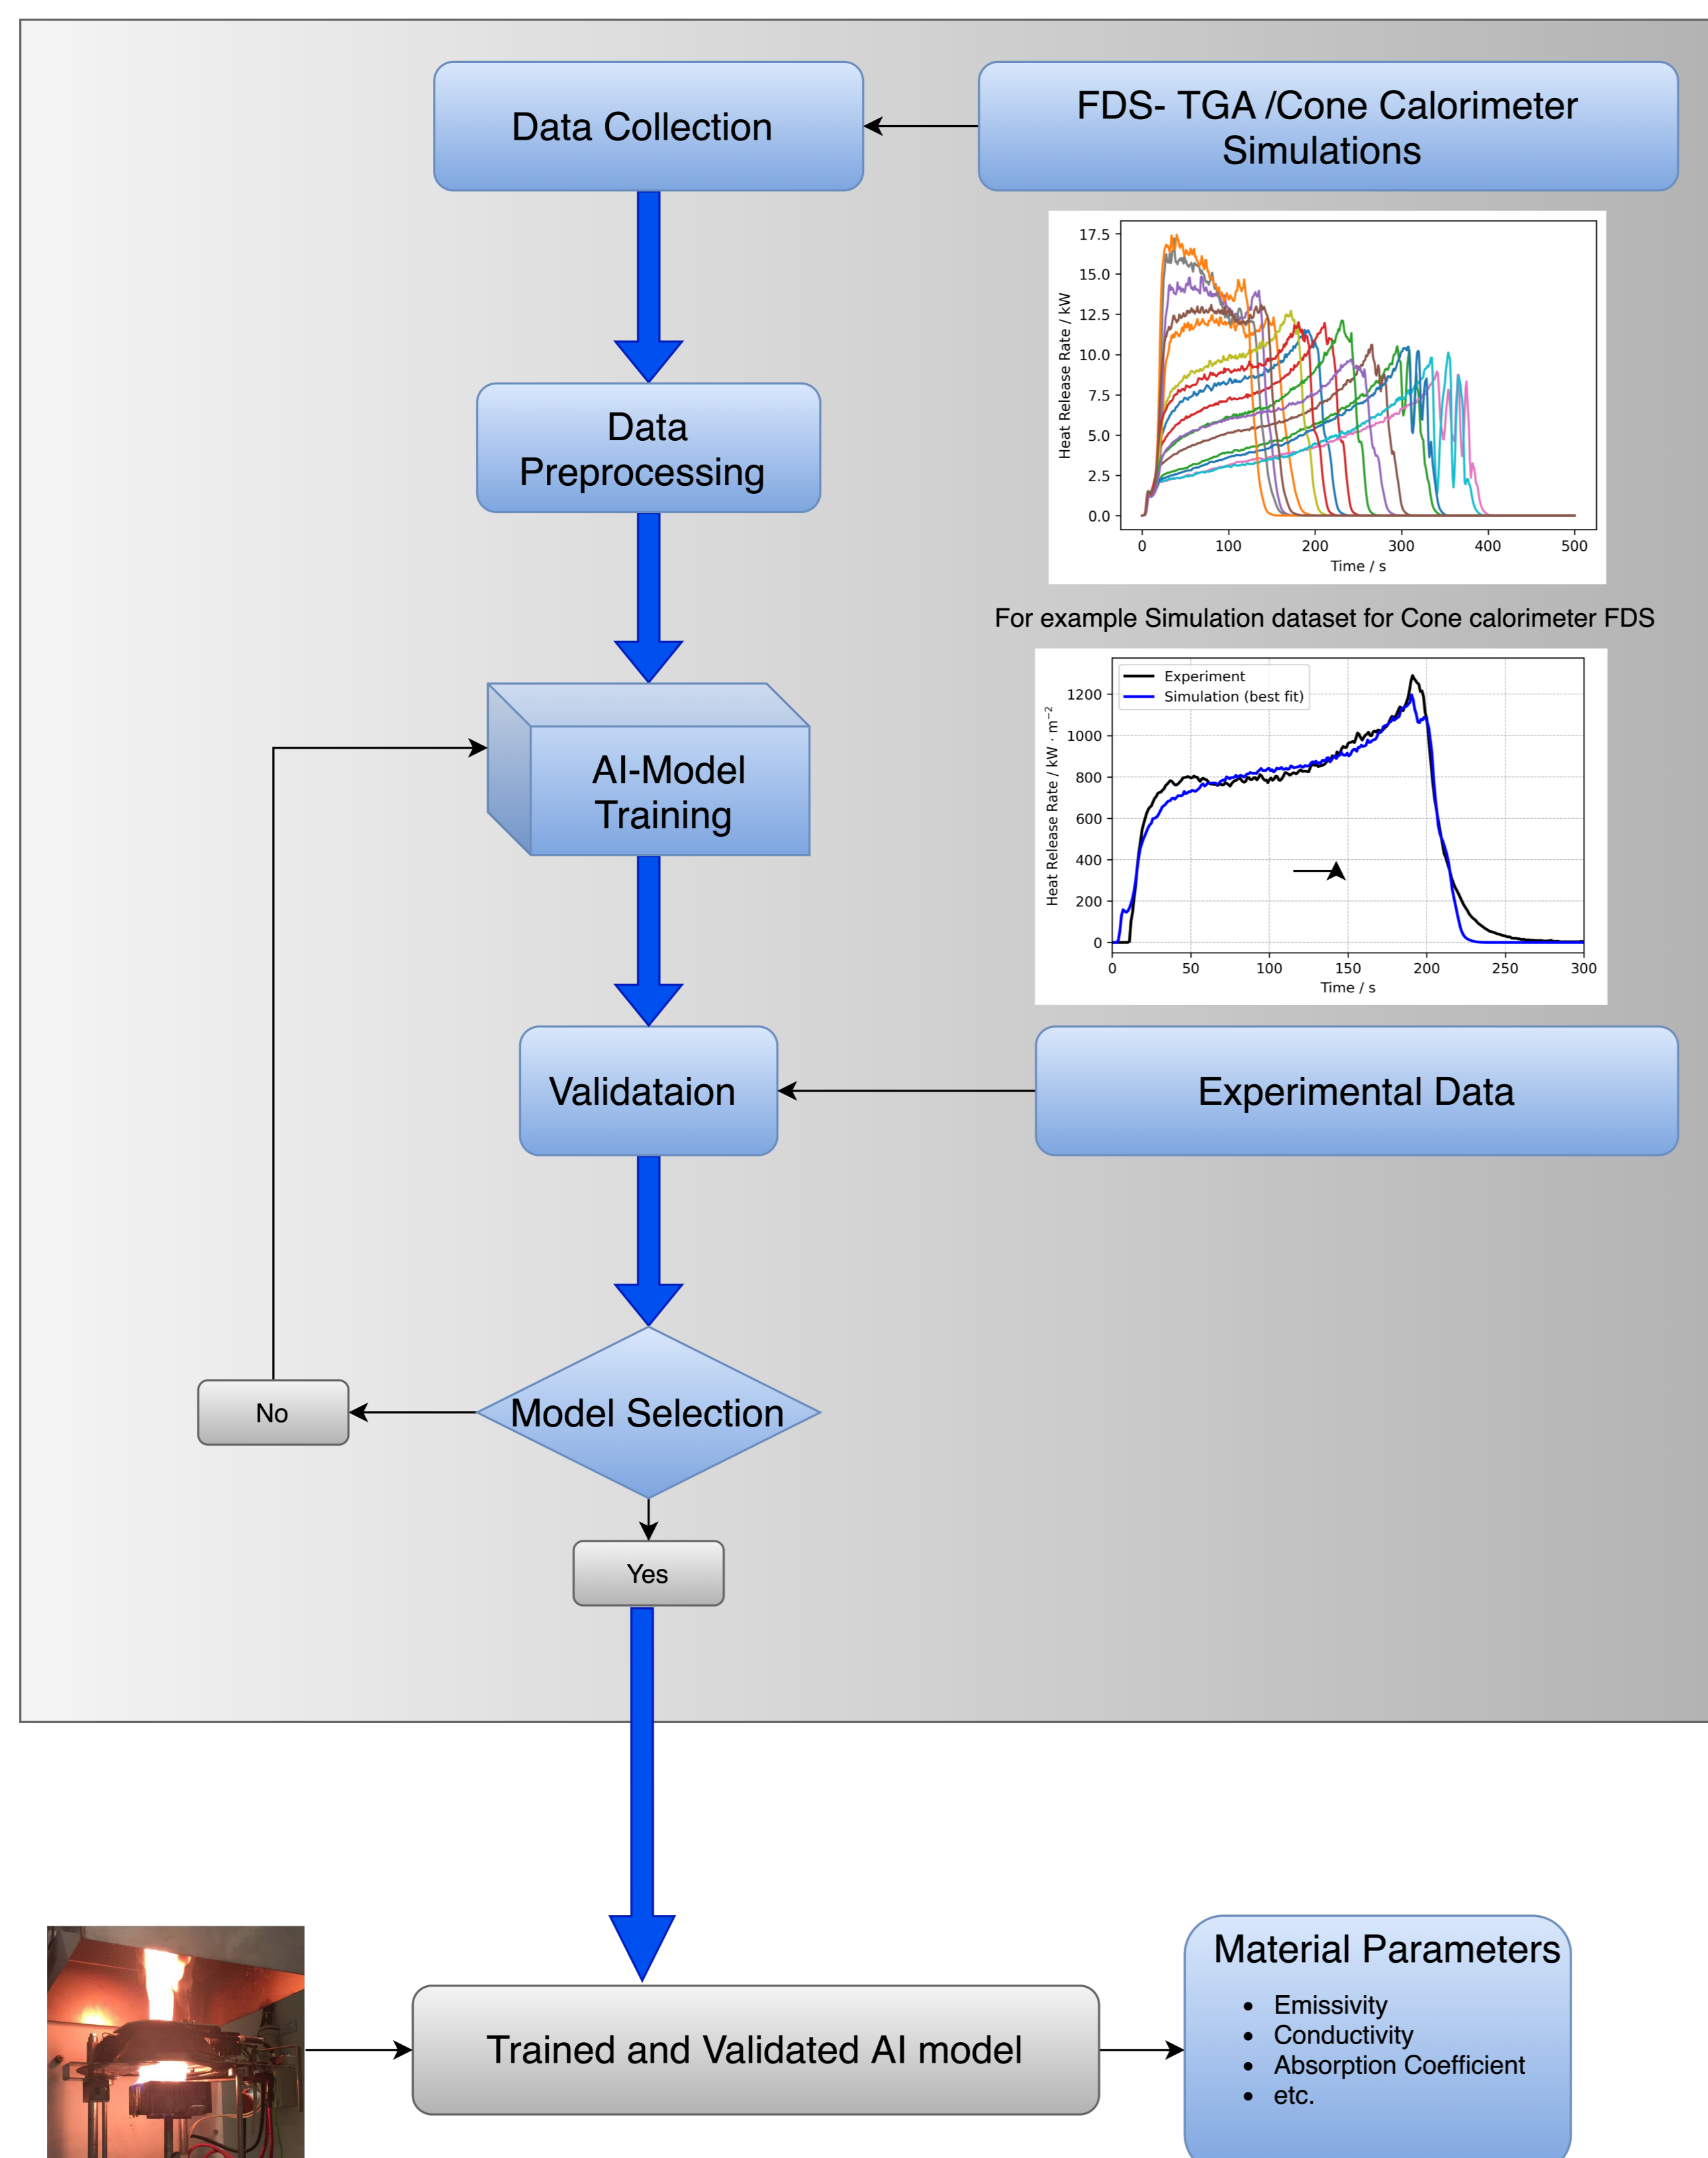 Data Collection
FDS- TGA /Cone Calorimeter
Simulations
17.5
15.0
12.5
10.0
7.5
5.0
2.5
0.0
Heat Release Rate / kW
0 100 200 300 400 500
Time / s
Data
Preprocessing
For example Simulation dataset for Cone calorimeter FDS
Experiment
Simulation (best fit)
1200
1000
800
600
400
200
0
Heat Release Rate / kW · m⁻²
0 50 100 150 200 250 300
Time / s
AI-Model
Training
Validataion
Experimental Data
Model Selection
No
Yes
Trained and Validated AI model
Material Parameters
• Emissivity
• Conductivity
• Absorption Coefficient
• etc.